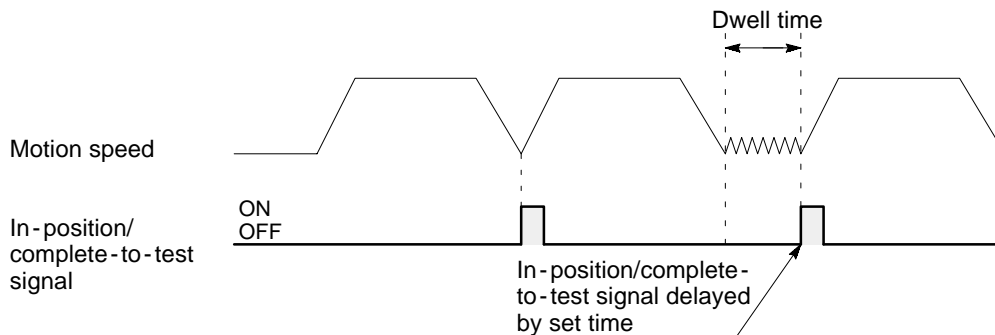 Dwell time
Motion speed
ON
OFF
In-position/
complete-to-test
signal
In-position/complete-
to-test signal delayed
by set time